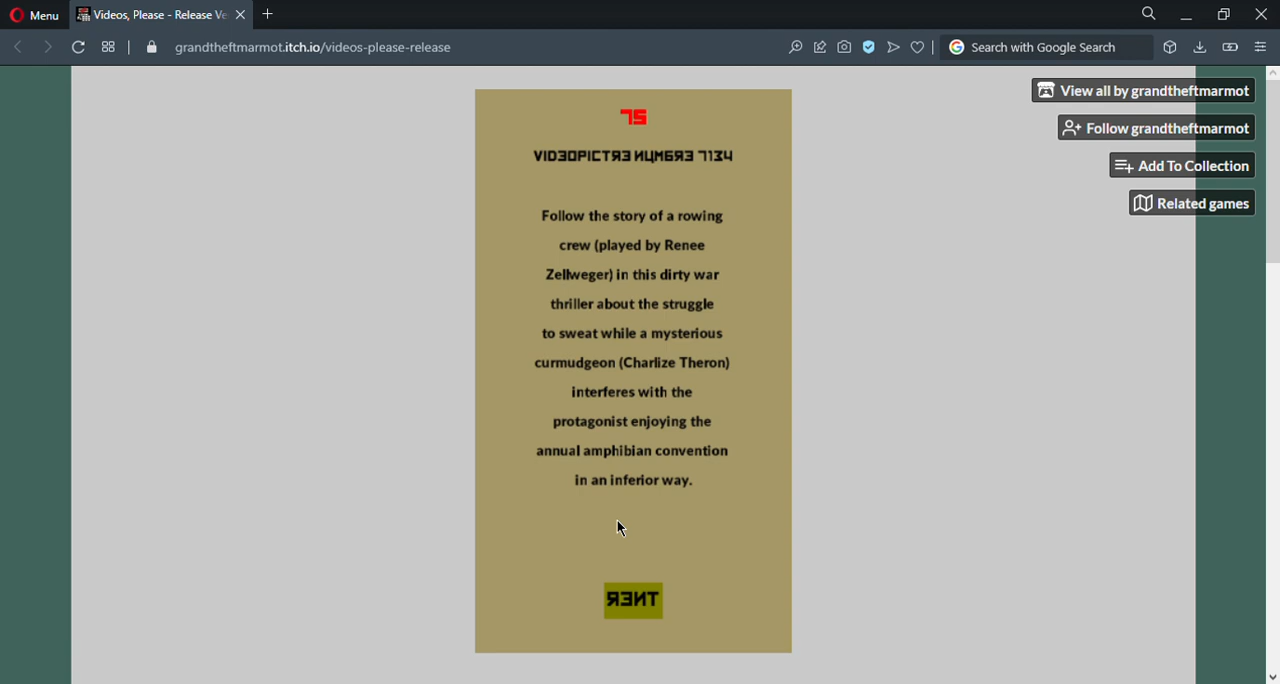 Menu
Videos, Please - Release Ve
grandtheftmarmot.itch.io/videos-please-release
Search with Google Search
View all by grandtheftmarmot
Follow grandtheftmarmot
Add To Collection
Related games
75
VIDEOPICTRE NUMBRE 7134
Follow the story of a rowing
crew (played by Renee
Zellweger) in this dirty war
thriller about the struggle
to sweat while a mysterious
curmudgeon (Charlize Theron)
interferes with the
protagonist enjoying the
annual amphibian convention
in an inferior way.
RENT